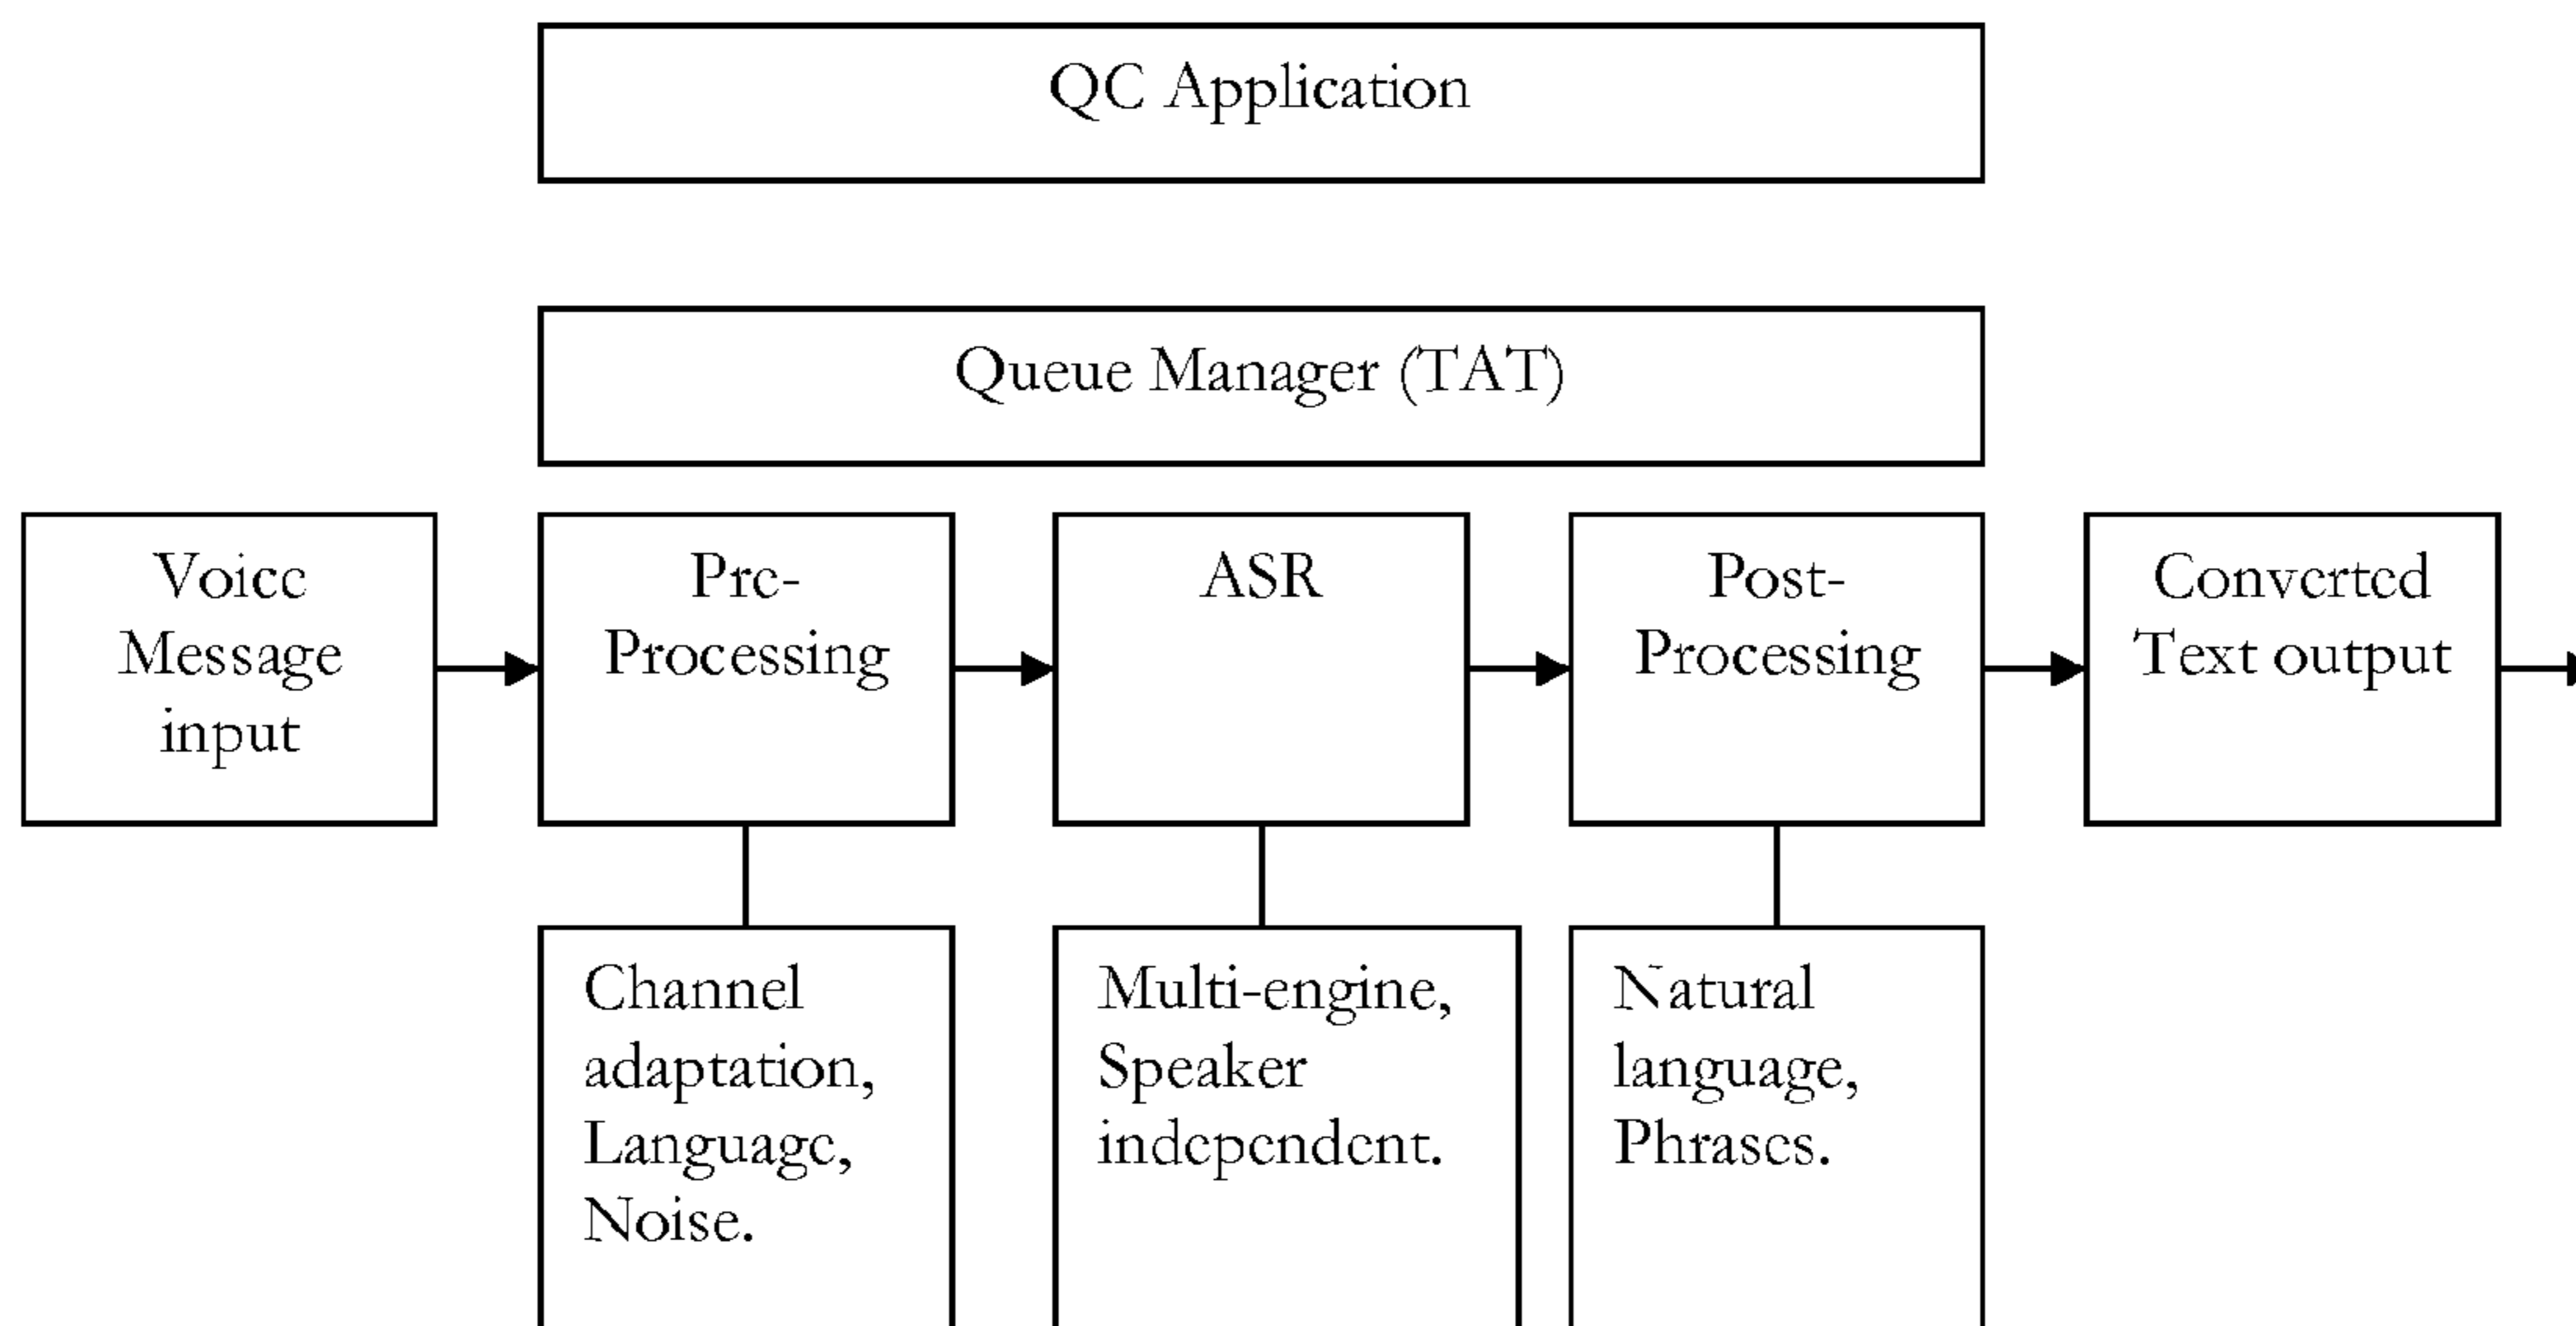 QC Application
Queue Manager (TAT)
Voice
Message
input
Pre-
Processing
ASR
Post-
Processing
Converted
Text output
Channel
adaptation,
Language,
Noise.
Multi-engine,
Speaker
independent.
Natural
language,
Phrases.